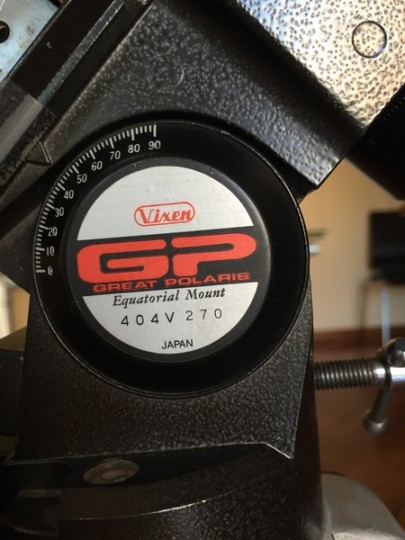 90
80
70
60
50
40
30
20
10
0
Vixen
GP
GREAT POLARIS
Equatorial Mount
404V 270
JAPAN